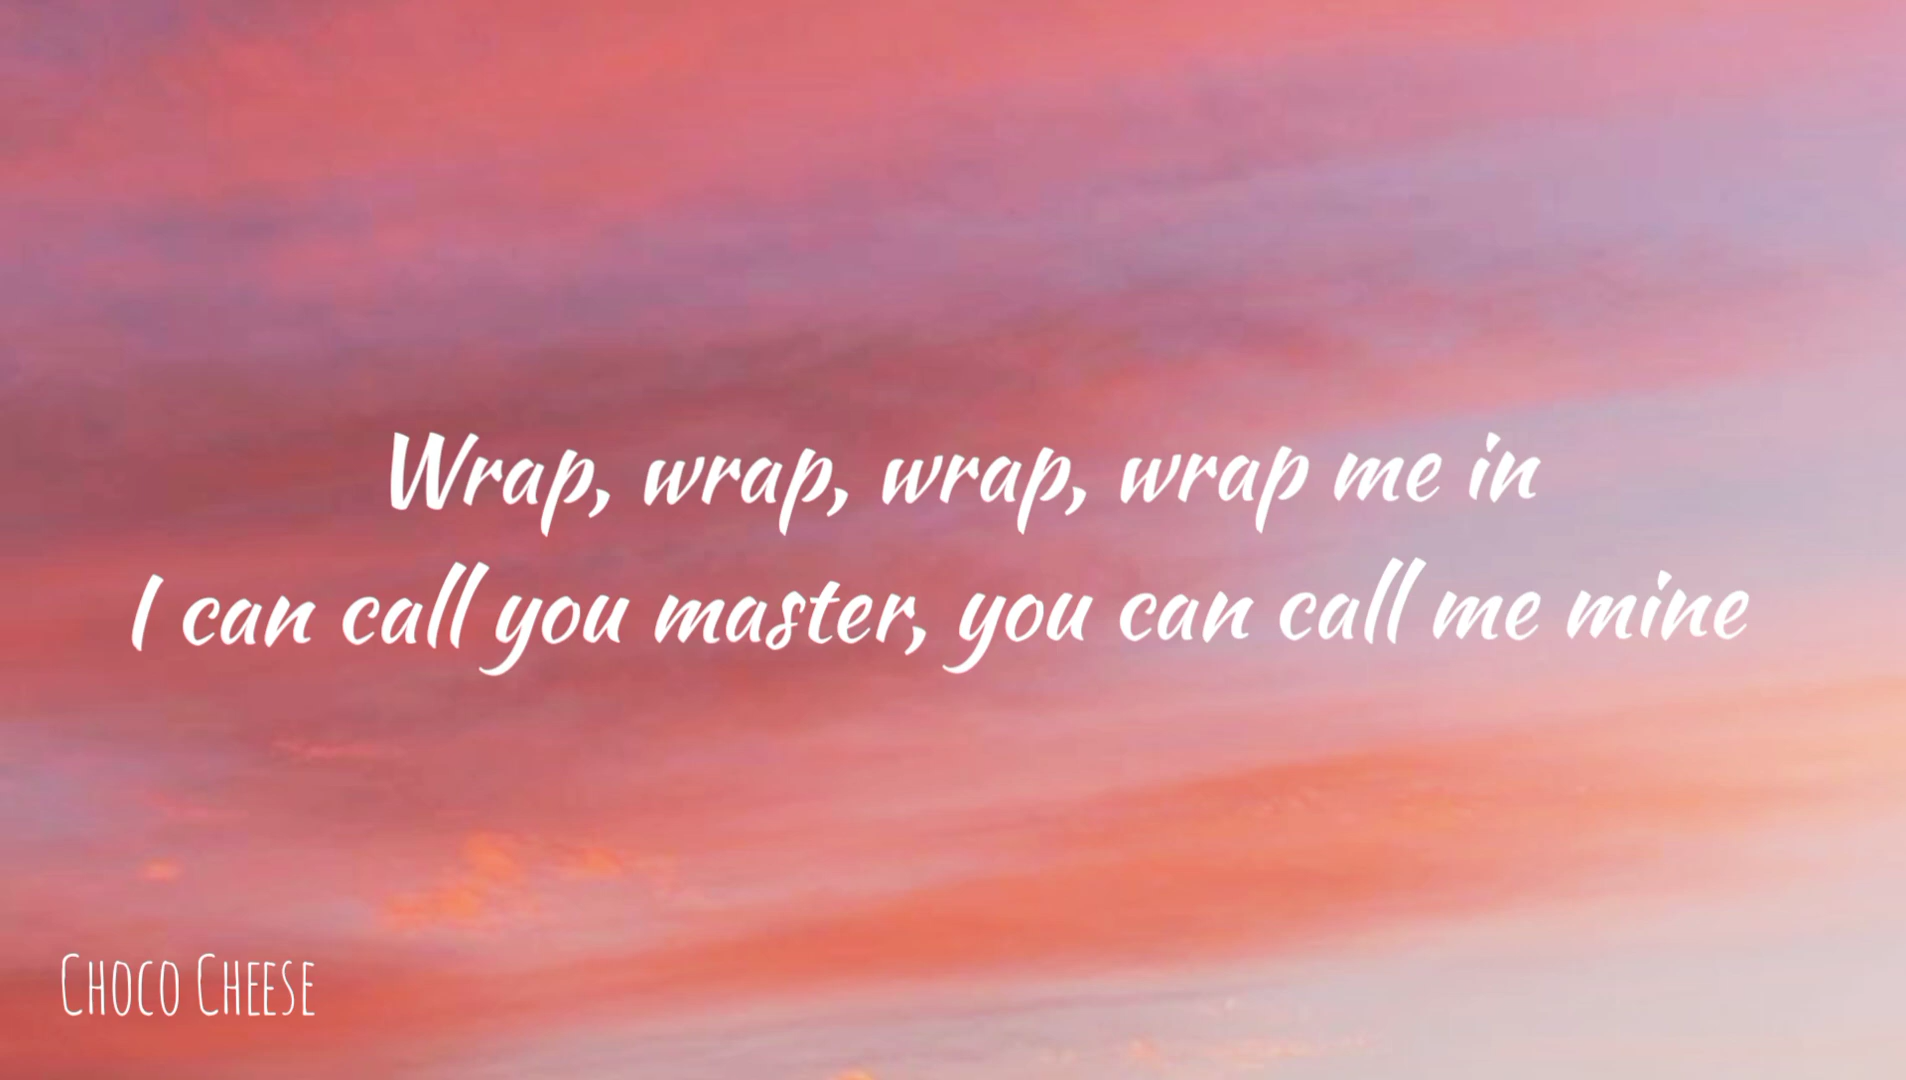 Wrap, wrap, wrap, wrap me in
I can call you master, you can call me mine
Choco Cheese